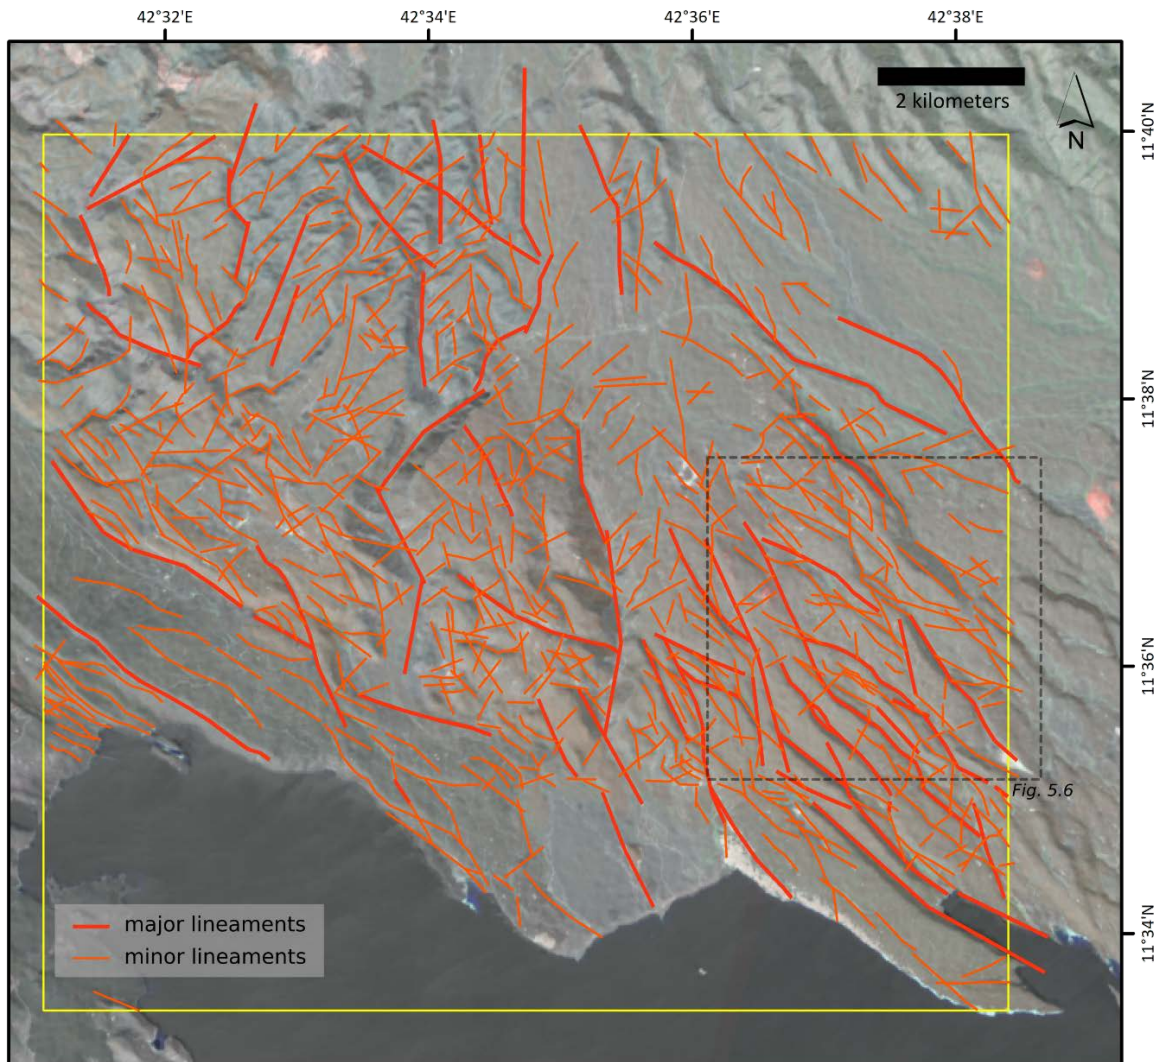 42°32'E 42°34'E 42°36'E 42°38'E
2 kilometers
N
11°40'N
11°38'N
11°36'N
Fig. 5.6
11°34'N
major lineaments
minor lineaments